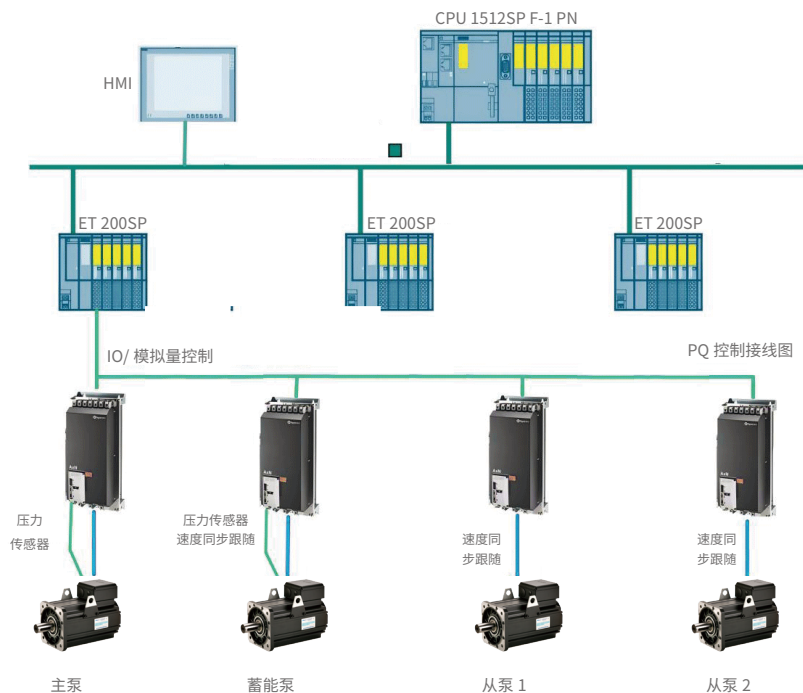 CPU 1512SP F-1 PN
HMI
ET 200SP
ET 200SP
ET 200SP
IO/ 模拟量控制
PQ 控制接线图
压力
传感器
压力传感器
速度同步跟随
速度同
步跟随
速度同
步跟随
主泵
蓄能泵
从泵 1
从泵 2